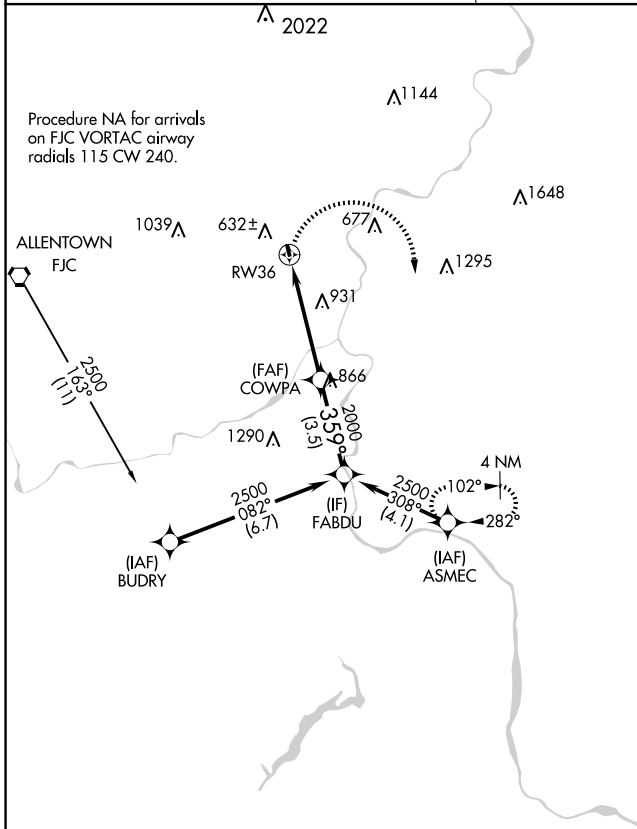 2022
1144
Procedure NA for arrivals
on FJC VORTAC airway
radials 115 CW 240.
1648
1039
632±
677
ALLENTOWN
FJC
RW36
1295
931
2500
163°
(11)
(FAF)
COWPA
866
2000
359°
(3.5)
1290
4 NM
2500
082°
(6.7)
(IF)
FABDU
2500
308°
(4.1)
102°
282°
(IAF)
BUDRY
(IAF)
ASMEC